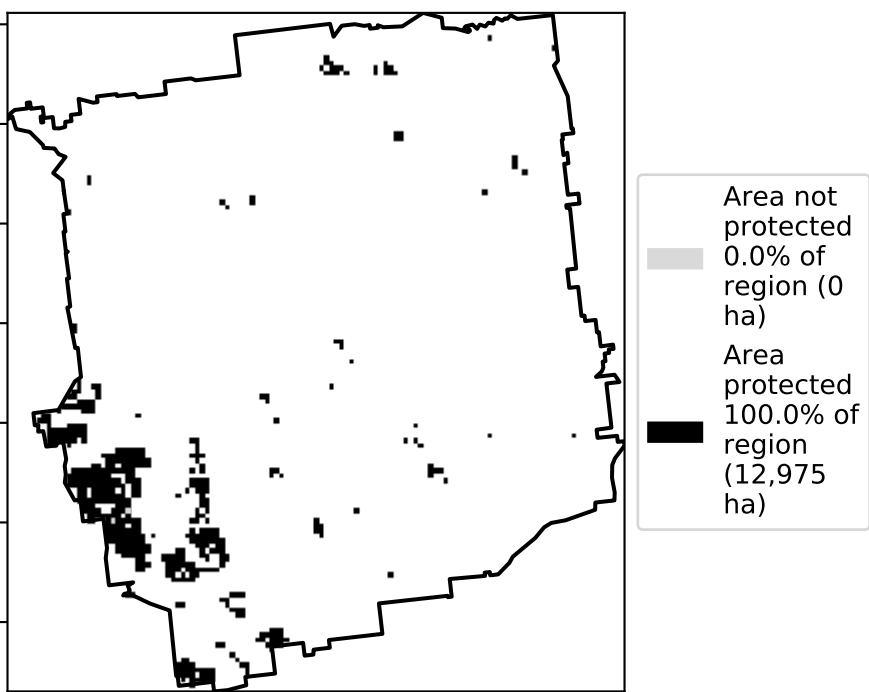 Area not
protected
0.0% of
region (0
ha)
Area
protected
100.0% of
region
(12,975
ha)